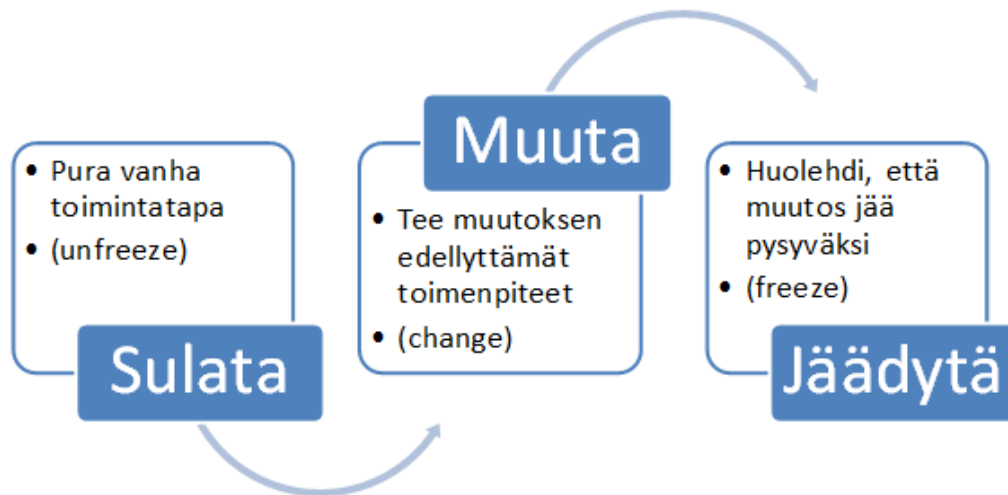 • Pura vanha
toimintatapa
• (unfreeze)
Sulata
Muuta
• Tee muutoksen
edellyttämät
toimenpiteet
• (change)
• Huolehdi, että
muutos jää
pysyväksi
• (freeze)
Jäädytä